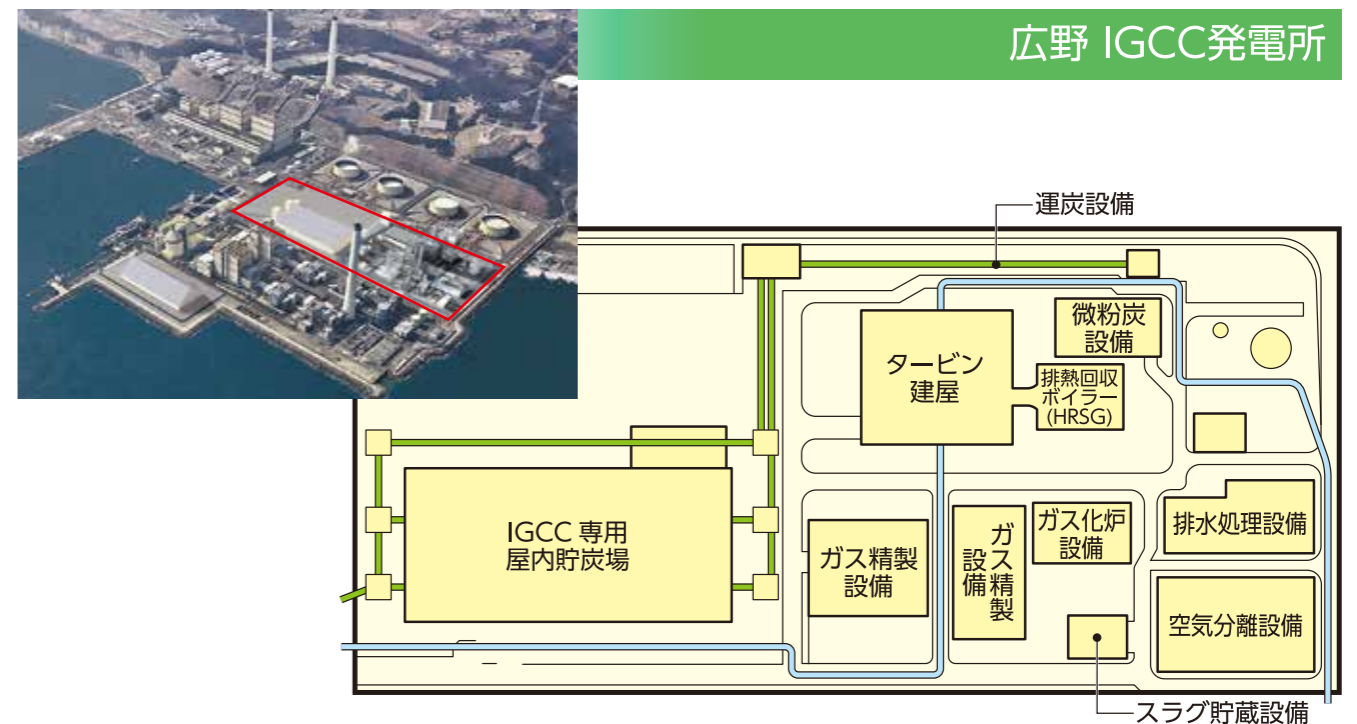 広野 IGCC発電所
運炭設備
微粉炭
設備
タービン
建屋
排熱回収
ボイラー
(HRSG)
IGCC 専用
屋内貯炭場
ガス精製
設備
ガス精製
設備
ガス化炉
設備
排水処理設備
空気分離設備
スラグ貯蔵設備